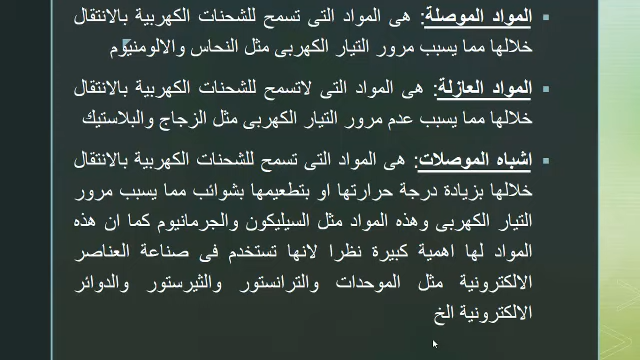 المواد الموصلة: هى المواد التى تسمح للشحنات الكهربية بالانتقال
خلالها مما يسبب مرور التيار الكهربى مثل النحاس والالومنيوم
المواد العازلة: هى المواد التى لاتسمح للشحنات الكهربية بالانتقال
خلالها مما يسبب عدم مرور التيار الكهربى مثل الزجاج والبلاستيك
اشباه الموصلات: هى المواد التى تسمح للشحنات الكهربية بالانتقال
خلالها بزيادة درجة حرارتها او بتطعيمها بشوائب مما يسبب مرور
التيار الكهربى وهذه المواد مثل السيليكون والجرمانيوم كما ان هذه
المواد لها اهمية كبيرة نظرا لانها تستخدم فى صناعة العناصر
الالكترونية مثل الموحدات والترانستور والثيرستور والدوائر
الالكترونية الخ